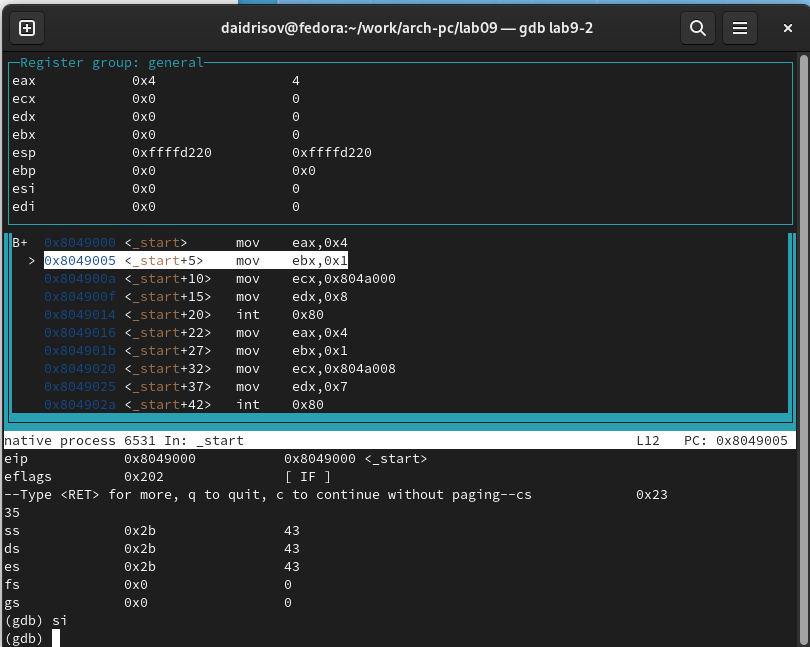 daidrisov@fedora:~/work/arch-pc/lab09 — gdb lab9-2
Register group: general
eax            0x4                 4
ecx            0x0                 0
edx            0x0                 0
ebx            0x0                 0
esp            0xffffd220          0xffffd220
ebp            0x0                 0x0
esi            0x0                 0
edi            0x0                 0
B+  0x8049000 <_start>      mov    eax,0x4
  > 0x8049005 <_start+5>    mov    ebx,0x1
    0x804900a <_start+10>   mov    ecx,0x804a000
    0x804900f <_start+15>   mov    edx,0x8
    0x8049014 <_start+20>   int    0x80
    0x8049016 <_start+22>   mov    eax,0x4
    0x804901b <_start+27>   mov    ebx,0x1
    0x8049020 <_start+32>   mov    ecx,0x804a008
    0x8049025 <_start+37>   mov    edx,0x7
    0x804902a <_start+42>   int    0x80
native process 6531 In: _start                                                 L12   PC: 0x8049005
eip            0x8049000           0x8049000 <_start>
eflags         0x202               [ IF ]
--Type <RET> for more, q to quit, c to continue without paging--cs             0x23
35
ss             0x2b                43
ds             0x2b                43
es             0x2b                43
fs             0x0                 0
gs             0x0                 0
(gdb) si
(gdb)